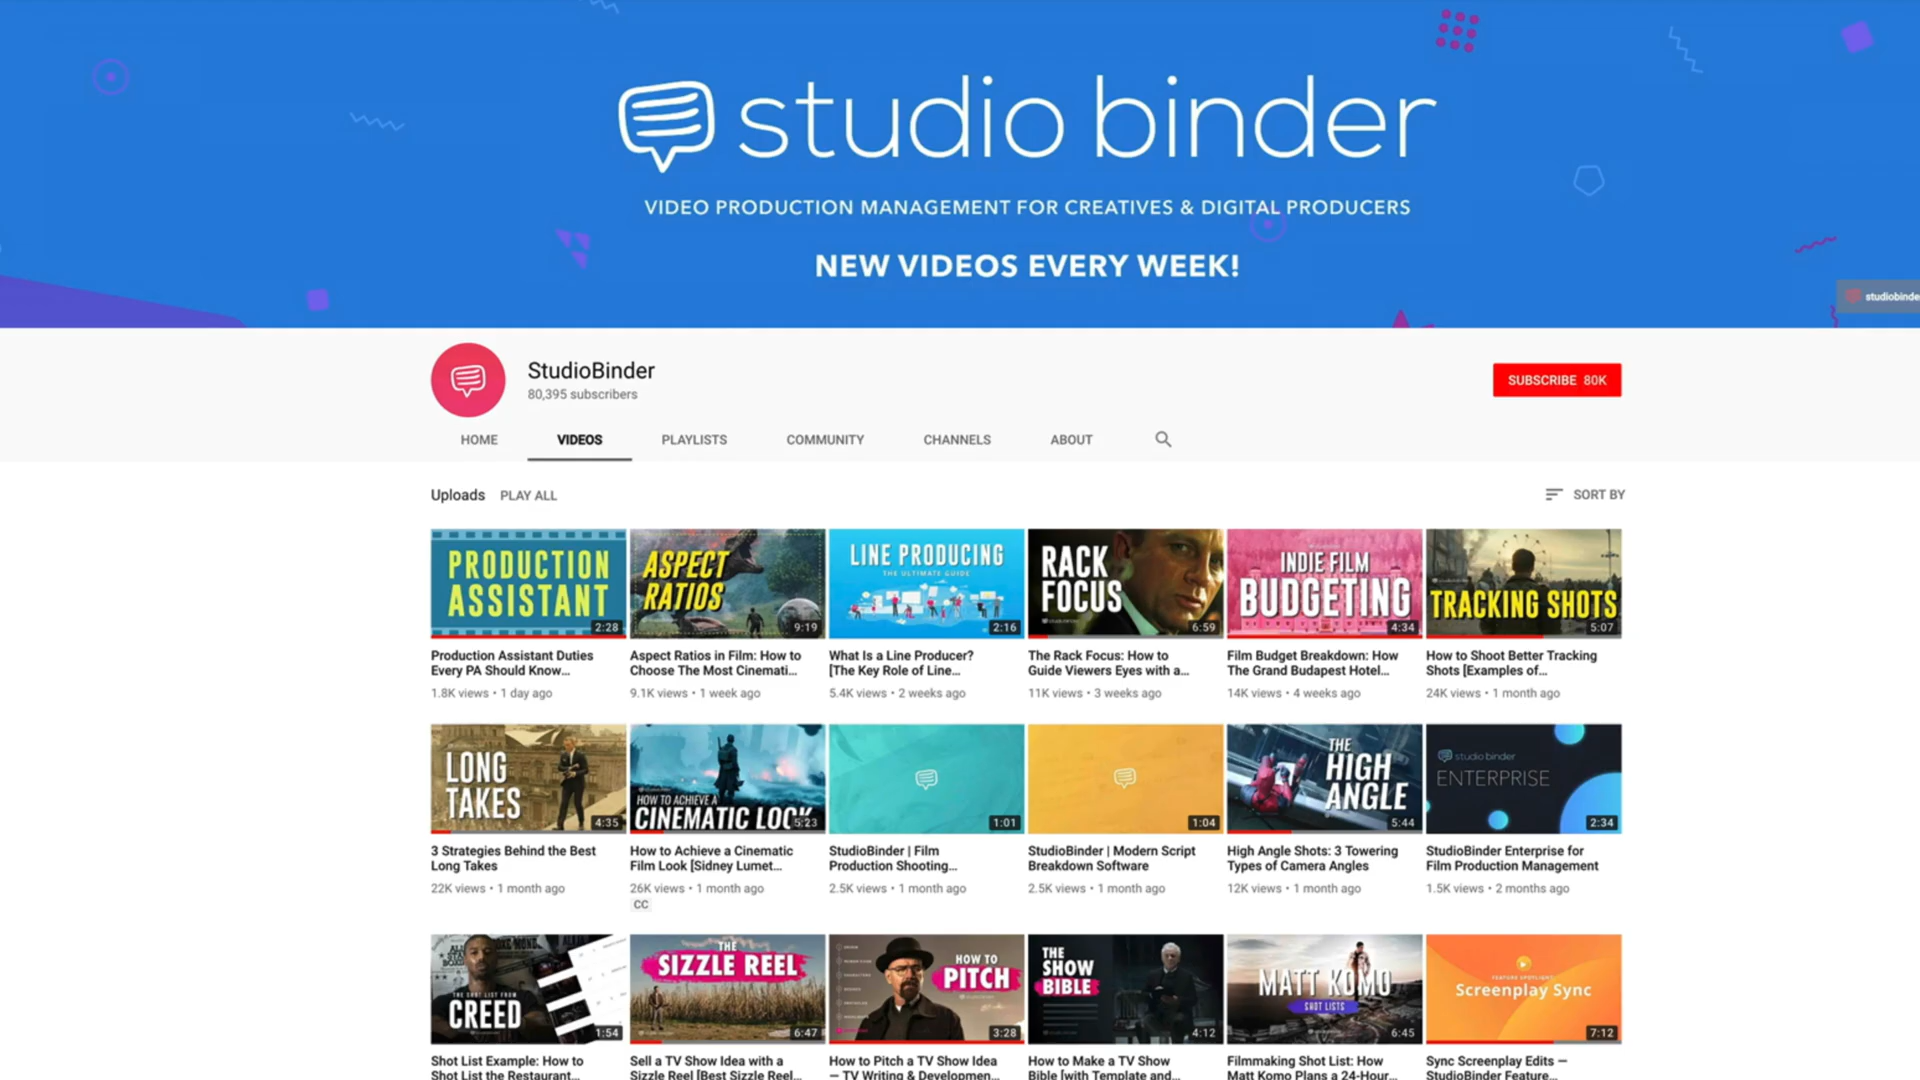 studio binder
VIDEO PRODUCTION MANAGEMENT FOR CREATIVES & DIGITAL PRODUCERS
NEW VIDEOS EVERY WEEK!
studiobinde
StudioBinder
80,395 subscribers
SUBSCRIBE 80K
HOME VIDEOS PLAYLISTS COMMUNITY CHANNELS ABOUT
Uploads PLAY ALL
SORT BY
PRODUCTION
ASSISTANT
2:28
ASPECT
RATIOS
9:19
LINE PRODUCING
THE ULTIMATE GUIDE
2:16
RACK
FOCUS
6:59
INDIE FILM
BUDGETING
4:34
TRACKING SHOTS
5:07
Production Assistant Duties
Every PA Should Know...
1.8K views • 1 day ago
Aspect Ratios in Film: How to
Choose The Most Cinemati...
9.1K views • 1 week ago
What Is a Line Producer?
[The Key Role of Line...
5.4K views • 2 weeks ago
The Rack Focus: How to
Guide Viewers Eyes with a...
11K views • 3 weeks ago
Film Budget Breakdown: How
The Grand Budapest Hotel...
14K views • 4 weeks ago
How to Shoot Better Tracking
Shots [Examples of...
24K views • 1 month ago
LONG
TAKES
4:35
HOW TO ACHIEVE A
CINEMATIC LOOK
5:23
1:01
1:04
THE
HIGH
ANGLE
5:44
studio binder
ENTERPRISE
2:34
3 Strategies Behind the Best
Long Takes
22K views • 1 month ago
How to Achieve a Cinematic
Film Look [Sidney Lumet...
26K views • 1 month ago
CC
StudioBinder | Film
Production Shooting...
2.5K views • 1 month ago
StudioBinder | Modern Script
Breakdown Software
2.5K views • 1 month ago
High Angle Shots: 3 Towering
Types of Camera Angles
12K views • 1 month ago
StudioBinder Enterprise for
Film Production Management
1.5K views • 2 months ago
THE SHOT LIST FROM
CREED
1:54
THE
SIZZLE REEL
6:47
HOW TO
PITCH
3:28
THE
SHOW
BIBLE
4:12
MATT KOMO
SHOT LISTS
6:45
FEATURE SPOTLIGHT
Screenplay Sync
7:12
Shot List Example: How to
Shot List the Restaurant...
Sell a TV Show Idea with a
Sizzle Reel [Best Sizzle Reel...
How to Pitch a TV Show Idea
— TV Writing & Developmen...
How to Make a TV Show
Bible [with Template and...
Filmmaking Shot List: How
Matt Komo Plans a 24-Hour...
Sync Screenplay Edits —
StudioBinder Feature...